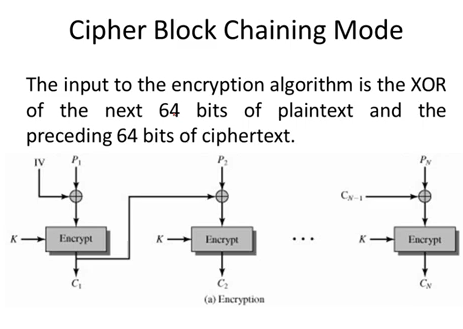 Cipher Block Chaining Mode
The input to the encryption algorithm is the XOR
of the next 64 bits of plaintext and the
preceding 64 bits of ciphertext.
IV P₁ P₂ Pₙ
Cₙ₋₁
K Encrypt K Encrypt ... K Encrypt
C₁ C₂ Cₙ
(a) Encryption